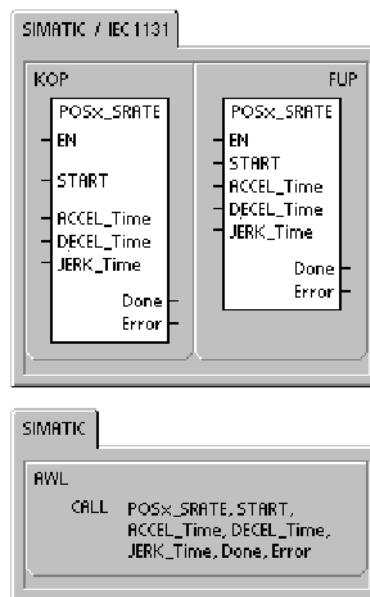 SIMATIC / IEC 1131
KOP
POSx_SRATE
EN
START
ACCEL_Time
DECEL_Time
JERK_Time
Done
Error
FUP
POSx_SRATE
EN
START
ACCEL_Time
DECEL_Time
JERK_Time
Done
Error
SIMATIC
AWL
CALL POSx_SRATE, START,
ACCEL_Time, DECEL_Time,
JERK_Time, Done, Error